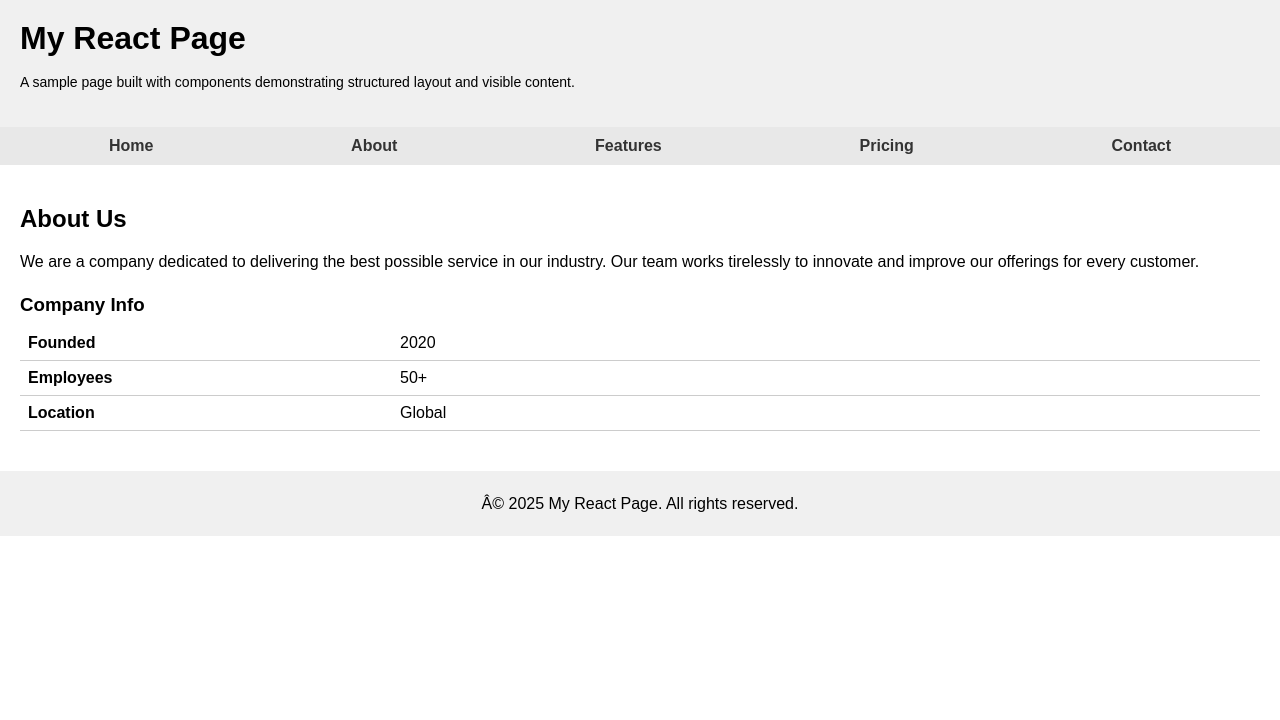 My React Page
A sample page built with components demonstrating structured layout and visible content.
Home About Features Pricing Contact
About Us
We are a company dedicated to delivering the best possible service in our industry. Our team works tirelessly to innovate and improve our offerings for every customer.
Company Info
Founded 2020
Employees 50+
Location Global
Â© 2025 My React Page. All rights reserved.